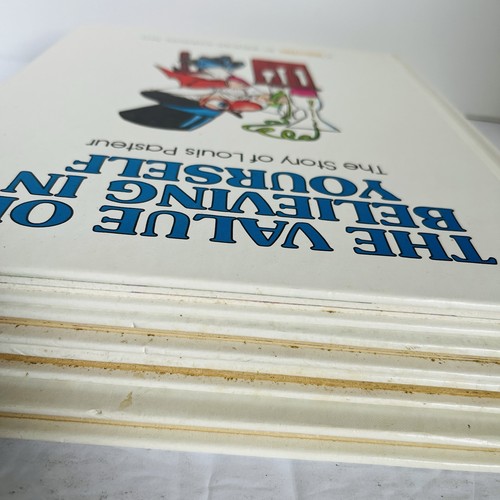 THE VALUE OF
BELIEVING IN
YOURSELF
The Story of Louis Pasteur